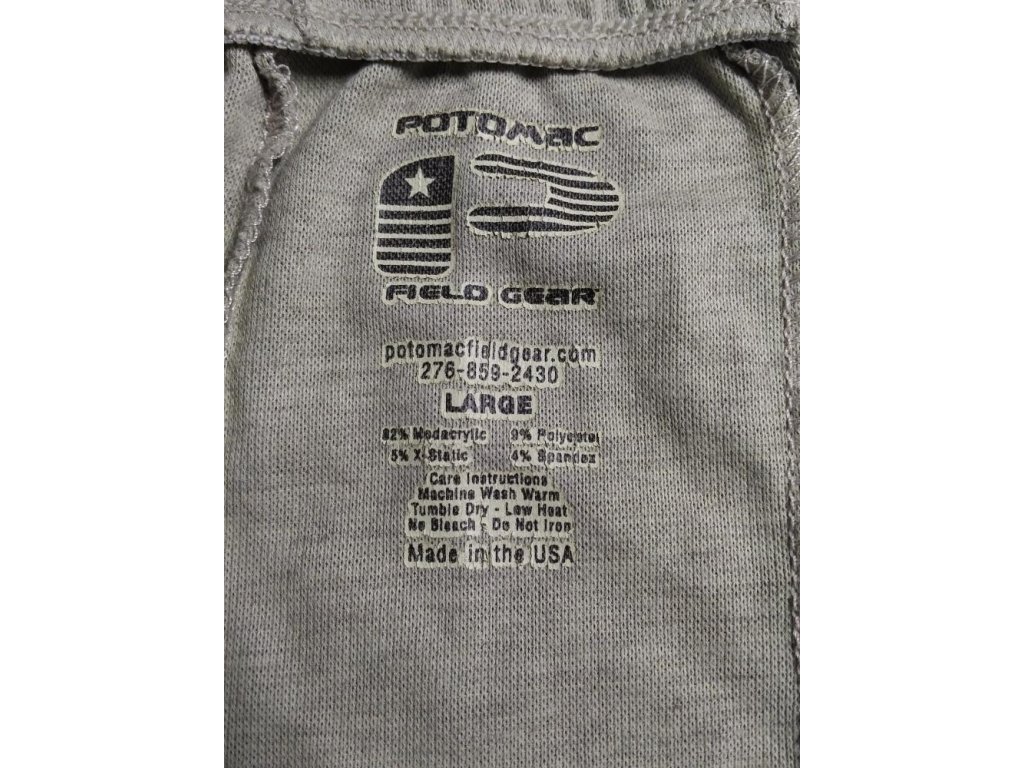 POTOMAC
FIELD GEAR
potomacfieldgear.com
276-859-2430
LARGE
82% Modacrylic 9% Polyester
5% X-Static 4% Spandex
Care Instructions
Machine Wash Warm
Tumble Dry - Low Heat
No Bleach - Do Not Iron
Made in the USA